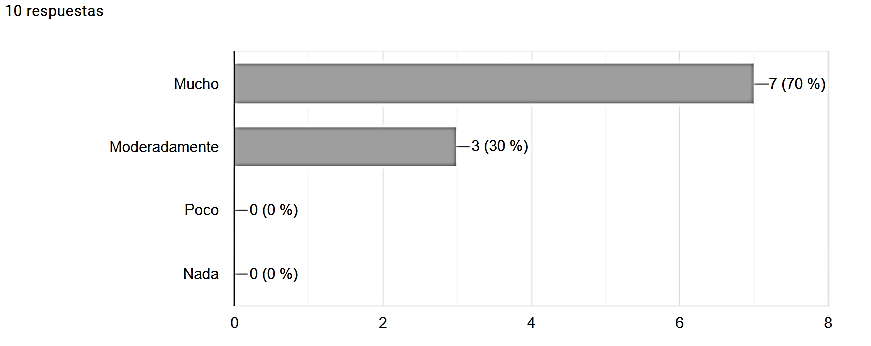 10 respuestas
Mucho
7 (70 %)
Moderadamente
3 (30 %)
Poco
0 (0 %)
Nada
0 (0 %)
0 2 4 6 8